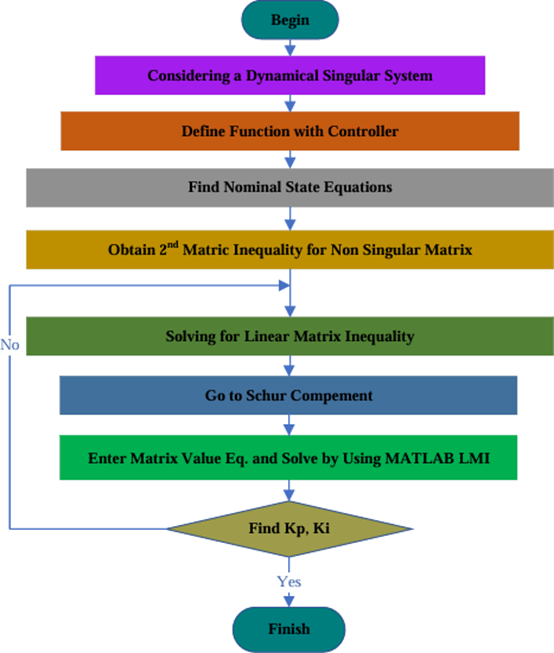 Begin
Considering a Dynamical Singular System
Define Function with Controller
Find Nominal State Equations
Obtain 2nd Matric Inequality for Non Singular Matrix
Solving for Linear Matrix Inequality
No
Go to Schur Compement
Enter Matrix Value Eq. and Solve by Using MATLAB LMI
Find Kp, Ki
Yes
Finish